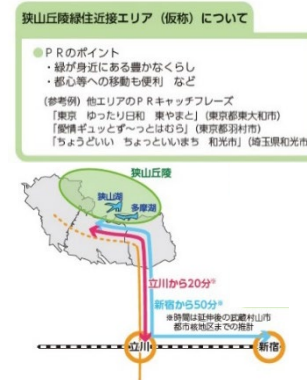 狭山丘陵緑住近接エリア（仮称）について
●ＰＲのポイント
・緑が身近にある豊かなくらし
・都心等への移動も便利　など
（参考例）他エリアのＰＲキャッチフレーズ
「東京　ゆったり日和　東やまと」（東京都東大和市）
「愛情ギュッとずーっとはむら」（東京都羽村市）
「ちょうどいい　ちょっといいまち　和光市」（埼玉県和光市
狭山丘陵
狭山湖
多摩湖
立川から20分※
新宿から50分※
※時間は延伸後の武蔵村山市
都市核地区までの推計
立川
新宿